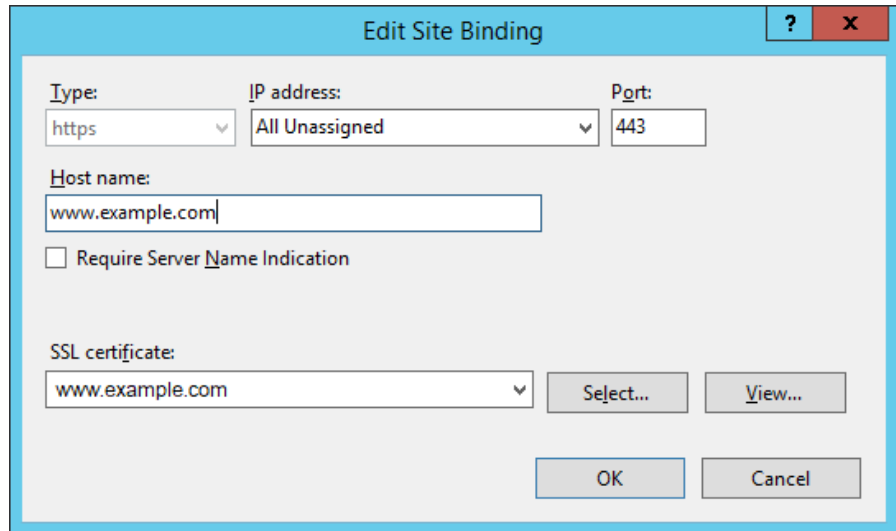 Edit Site Binding
? x
Type: IP address: Port:
https All Unassigned 443
Host name:
www.example.com
Require Server Name Indication
SSL certificate:
www.example.com Select... View...
OK Cancel